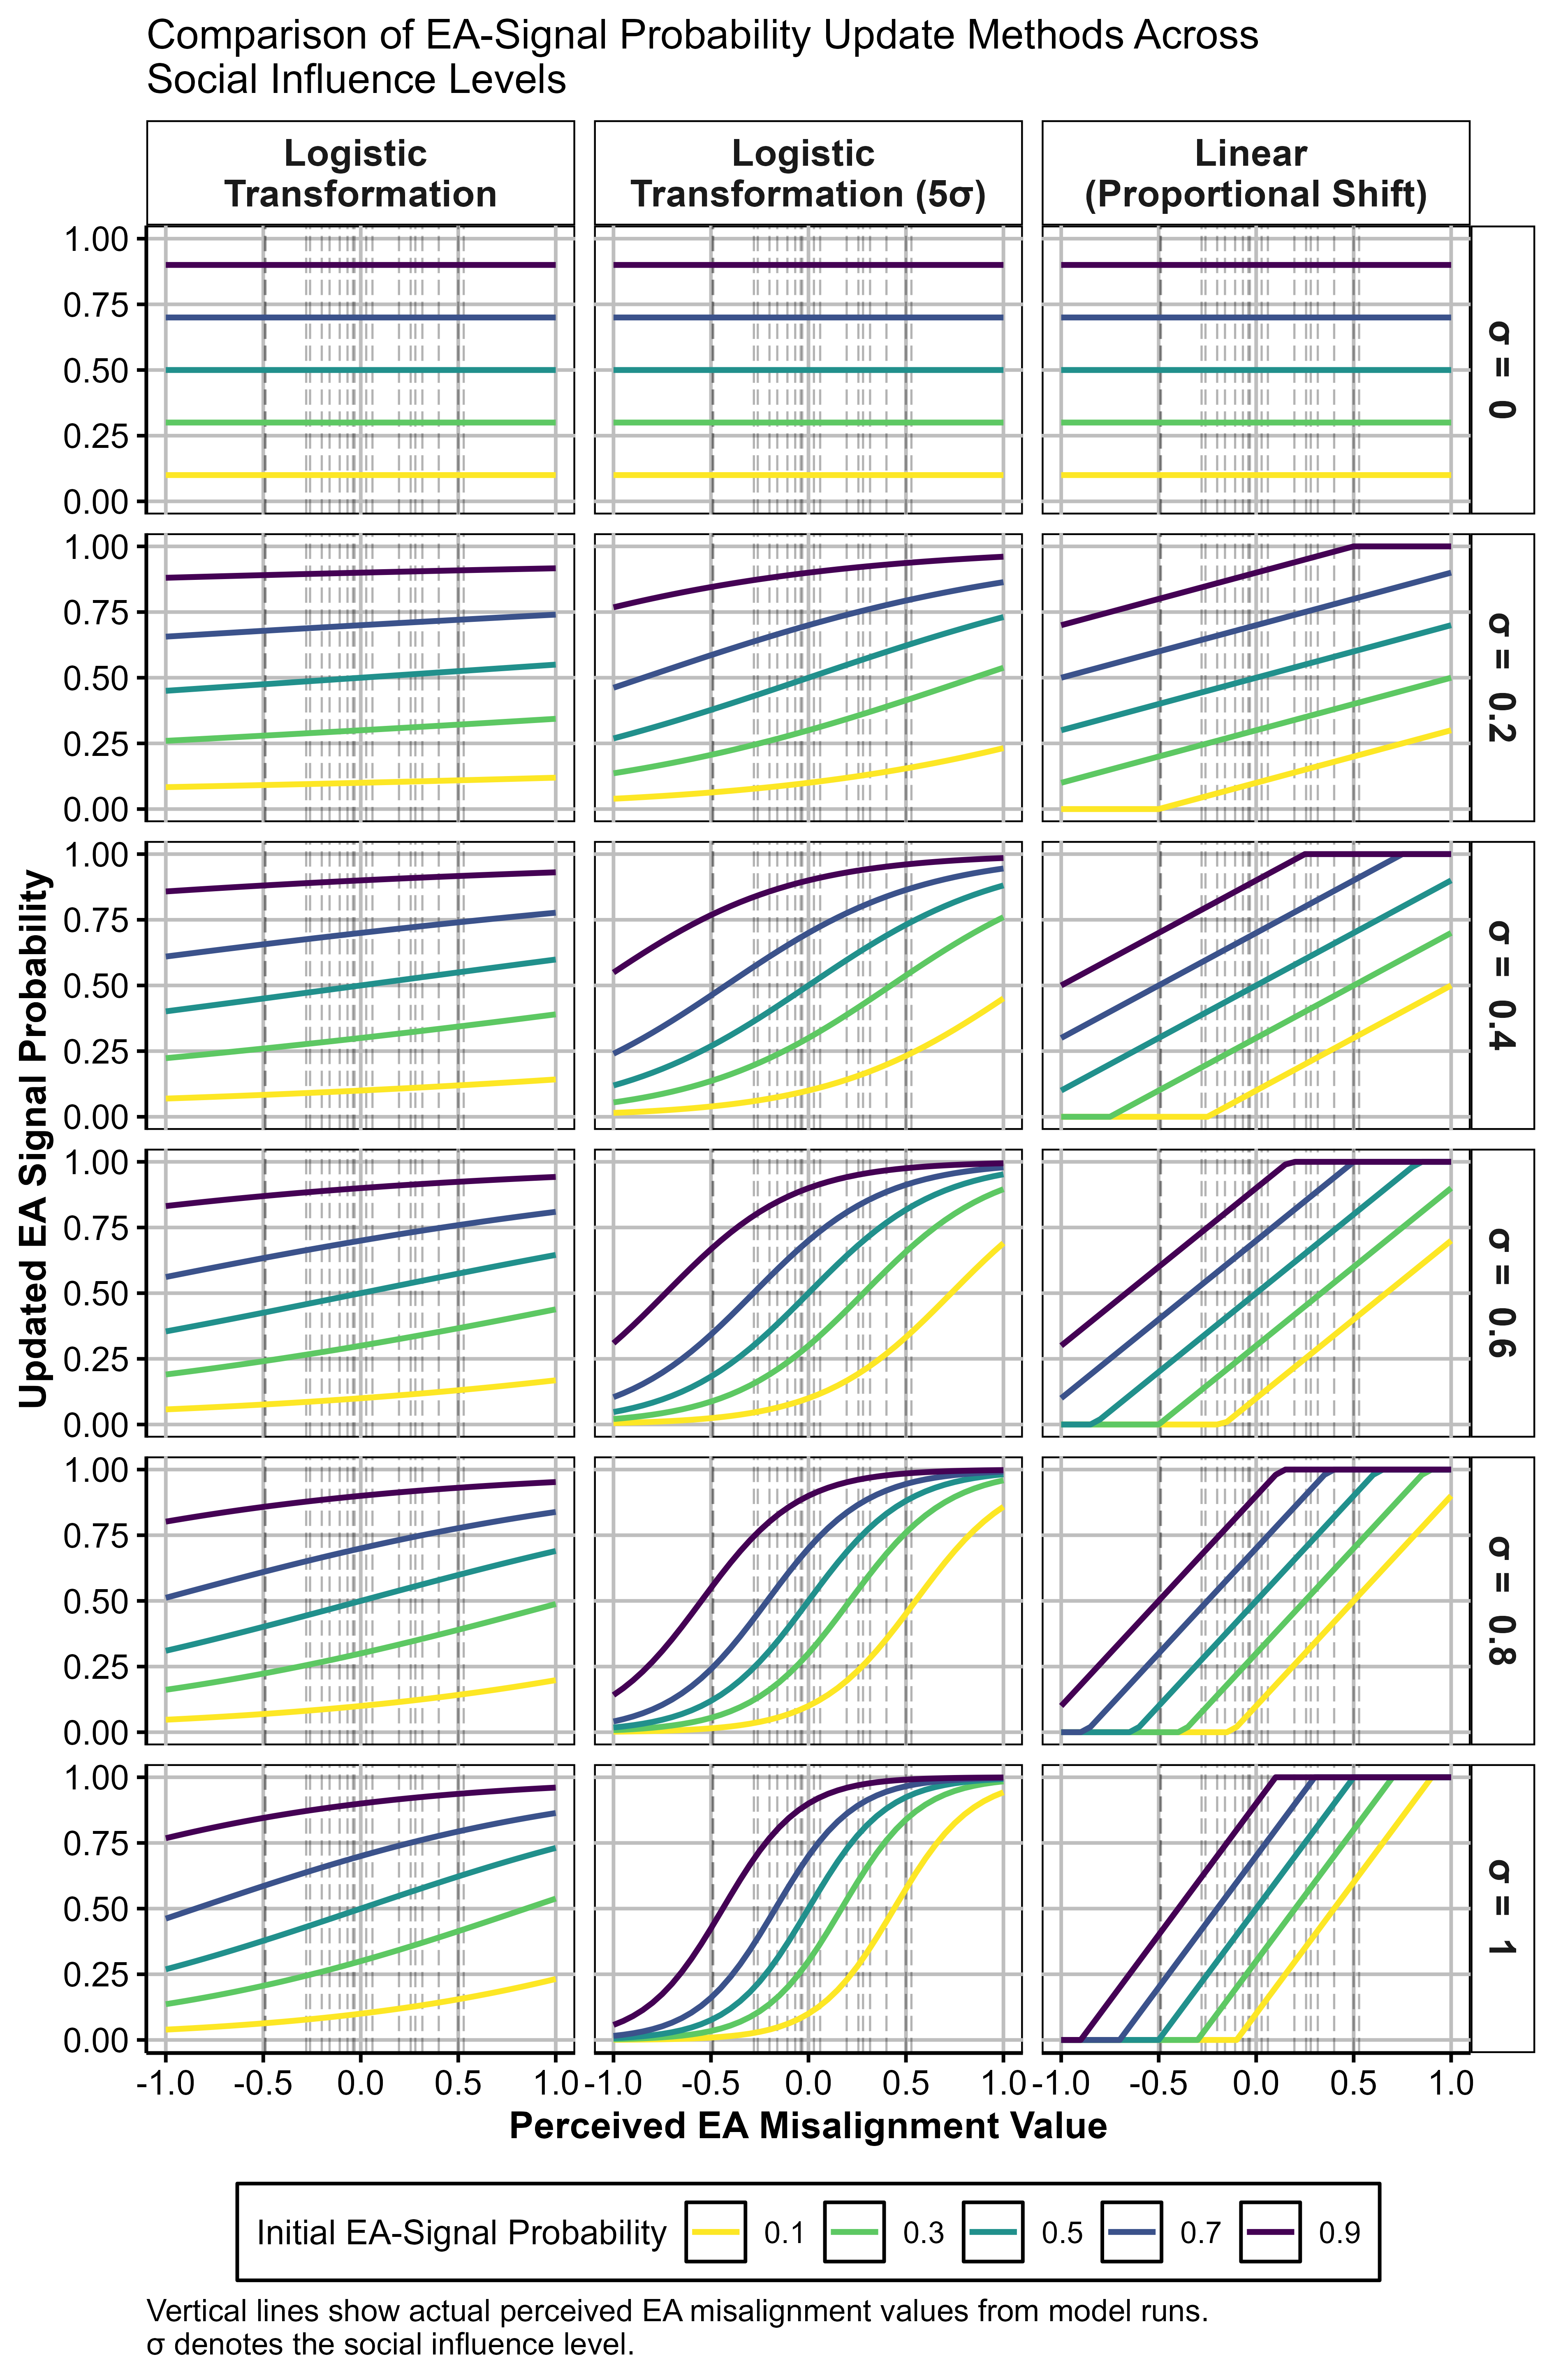 Comparison of EA-Signal Probability Update Methods Across
Social Influence Levels
Logistic
Transformation
Logistic
Transformation (5σ)
Linear
(Proportional Shift)
1.00
0.75
0.50
0.25
0.00
σ = 0
1.00
0.75
0.50
0.25
0.00
σ = 0.2
1.00
0.75
0.50
0.25
0.00
σ = 0.4
1.00
0.75
0.50
0.25
0.00
σ = 0.6
1.00
0.75
0.50
0.25
0.00
σ = 0.8
1.00
0.75
0.50
0.25
0.00
σ = 1
Updated EA Signal Probability
-1.0 -0.5 0.0 0.5 1.0 -1.0 -0.5 0.0 0.5 1.0 -1.0 -0.5 0.0 0.5 1.0
Perceived EA Misalignment Value
Initial EA-Signal Probability 0.1 0.3 0.5 0.7 0.9
Vertical lines show actual perceived EA misalignment values from model runs.
σ denotes the social influence level.